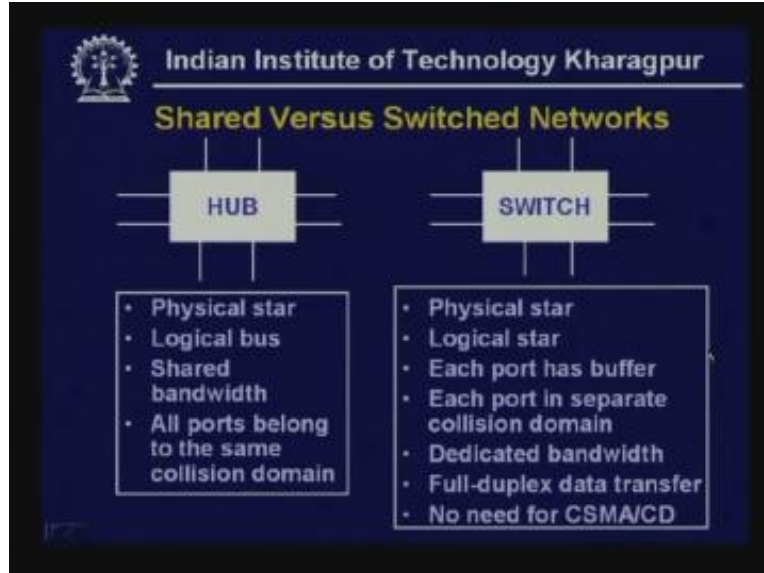 Indian Institute of Technology Kharagpur
Shared Versus Switched Networks
HUB
• Physical star
• Logical bus
• Shared
bandwidth
• All ports belong
to the same
collision domain
SWITCH
• Physical star
• Logical star
• Each port has buffer
• Each port in separate
collision domain
• Dedicated bandwidth
• Full-duplex data transfer
• No need for CSMA/CD